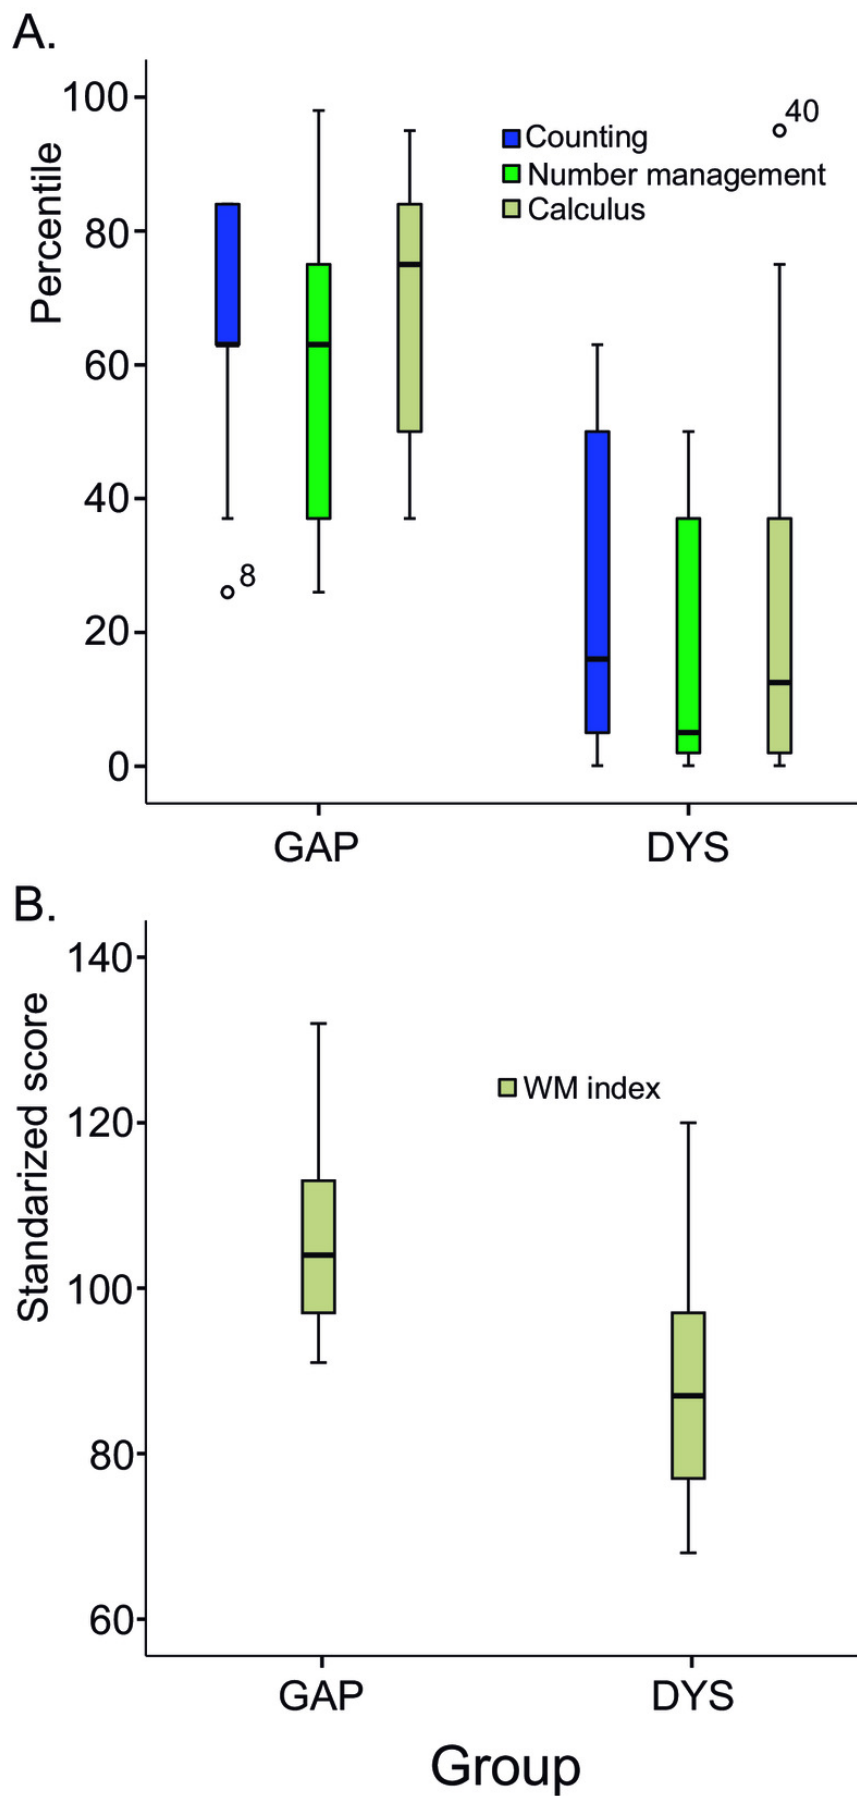 A.
100
80
60
40
20
0
Percentile
Counting
Number management
Calculus
40
8
GAP DYS
B.
140
120
100
80
60
Standarized score
WM index
GAP DYS
Group